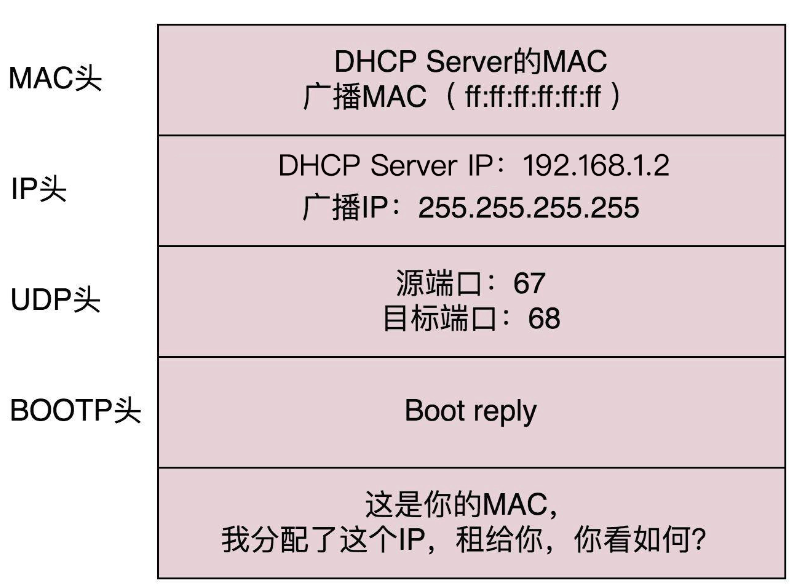 MAC头
DHCP Server的MAC
广播MAC（ff:ff:ff:ff:ff:ff）
IP头
DHCP Server IP：192.168.1.2
广播IP：255.255.255.255
UDP头
源端口：67
目标端口：68
BOOTP头
Boot reply
这是你的MAC，
我分配了这个IP，租给你，你看如何？